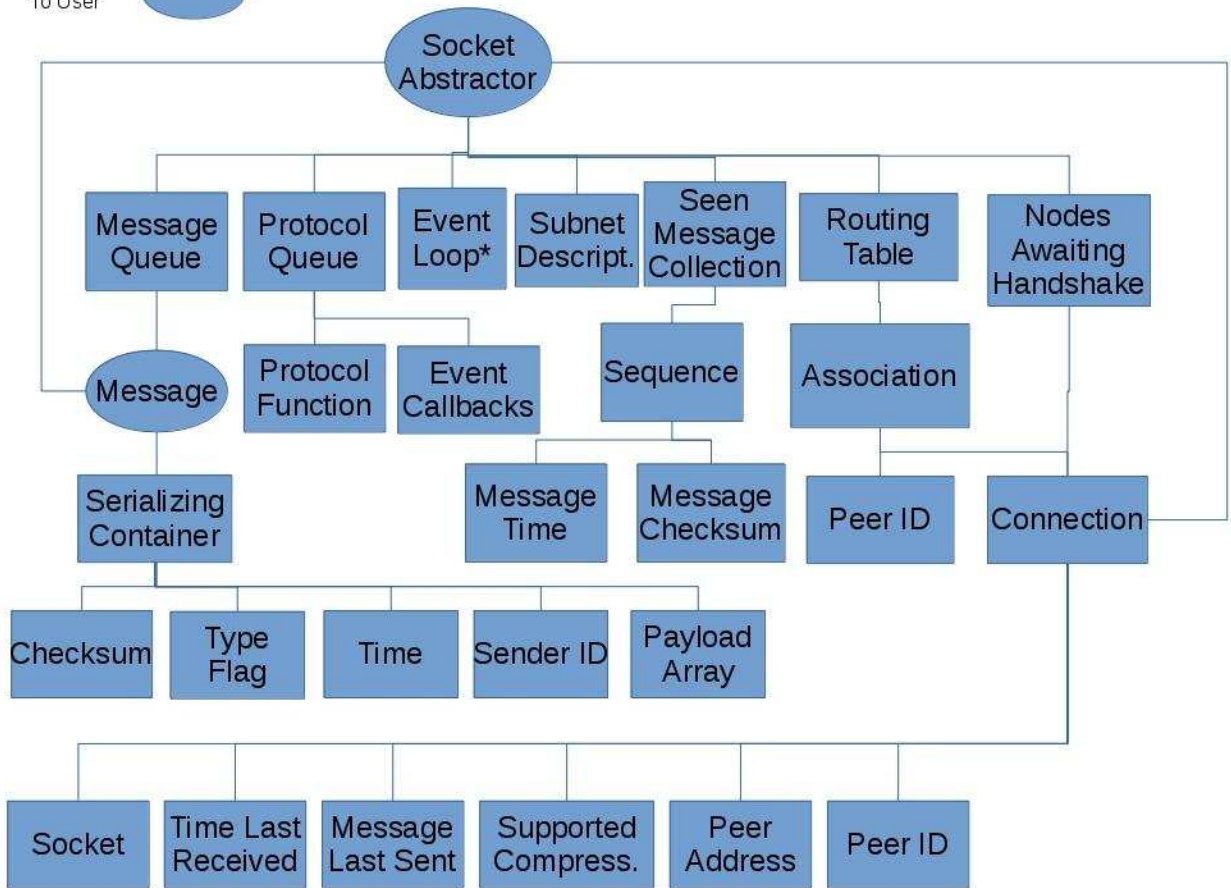 To User
Socket
Abstractor
Message
Queue
Protocol
Queue
Event
Loop*
Subnet
Descript.
Seen
Message
Collection
Routing
Table
Nodes
Awaiting
Handshake
Message
Protocol
Function
Event
Callbacks
Sequence
Association
Serializing
Container
Message
Time
Message
Checksum
Peer ID
Connection
Checksum
Type
Flag
Time
Sender ID
Payload
Array
Socket
Time Last
Received
Message
Last Sent
Supported
Compress.
Peer
Address
Peer ID